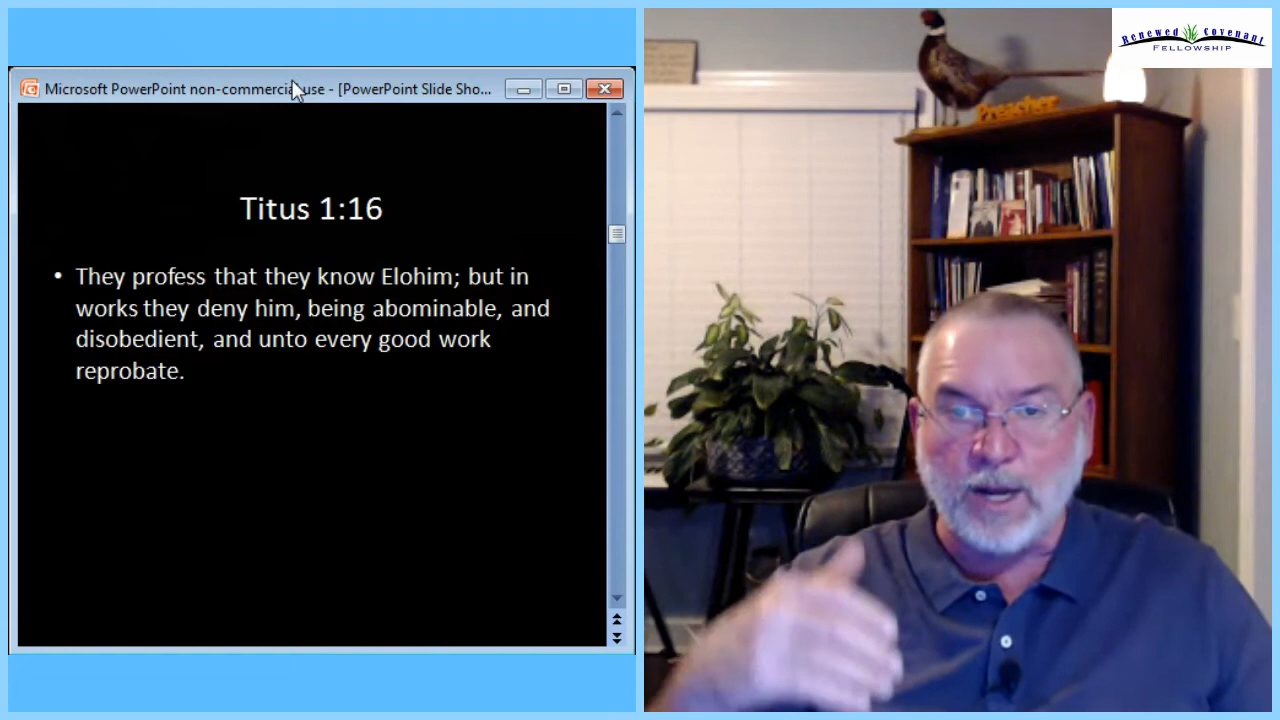 Microsoft PowerPoint non-commercial use - [PowerPoint Slide Sho...
Titus 1:16
• They profess that they know Elohim; but in
works they deny him, being abominable, and
disobedient, and unto every good work
reprobate.
Renewed Covenant
FELLOWSHIP
Preacher